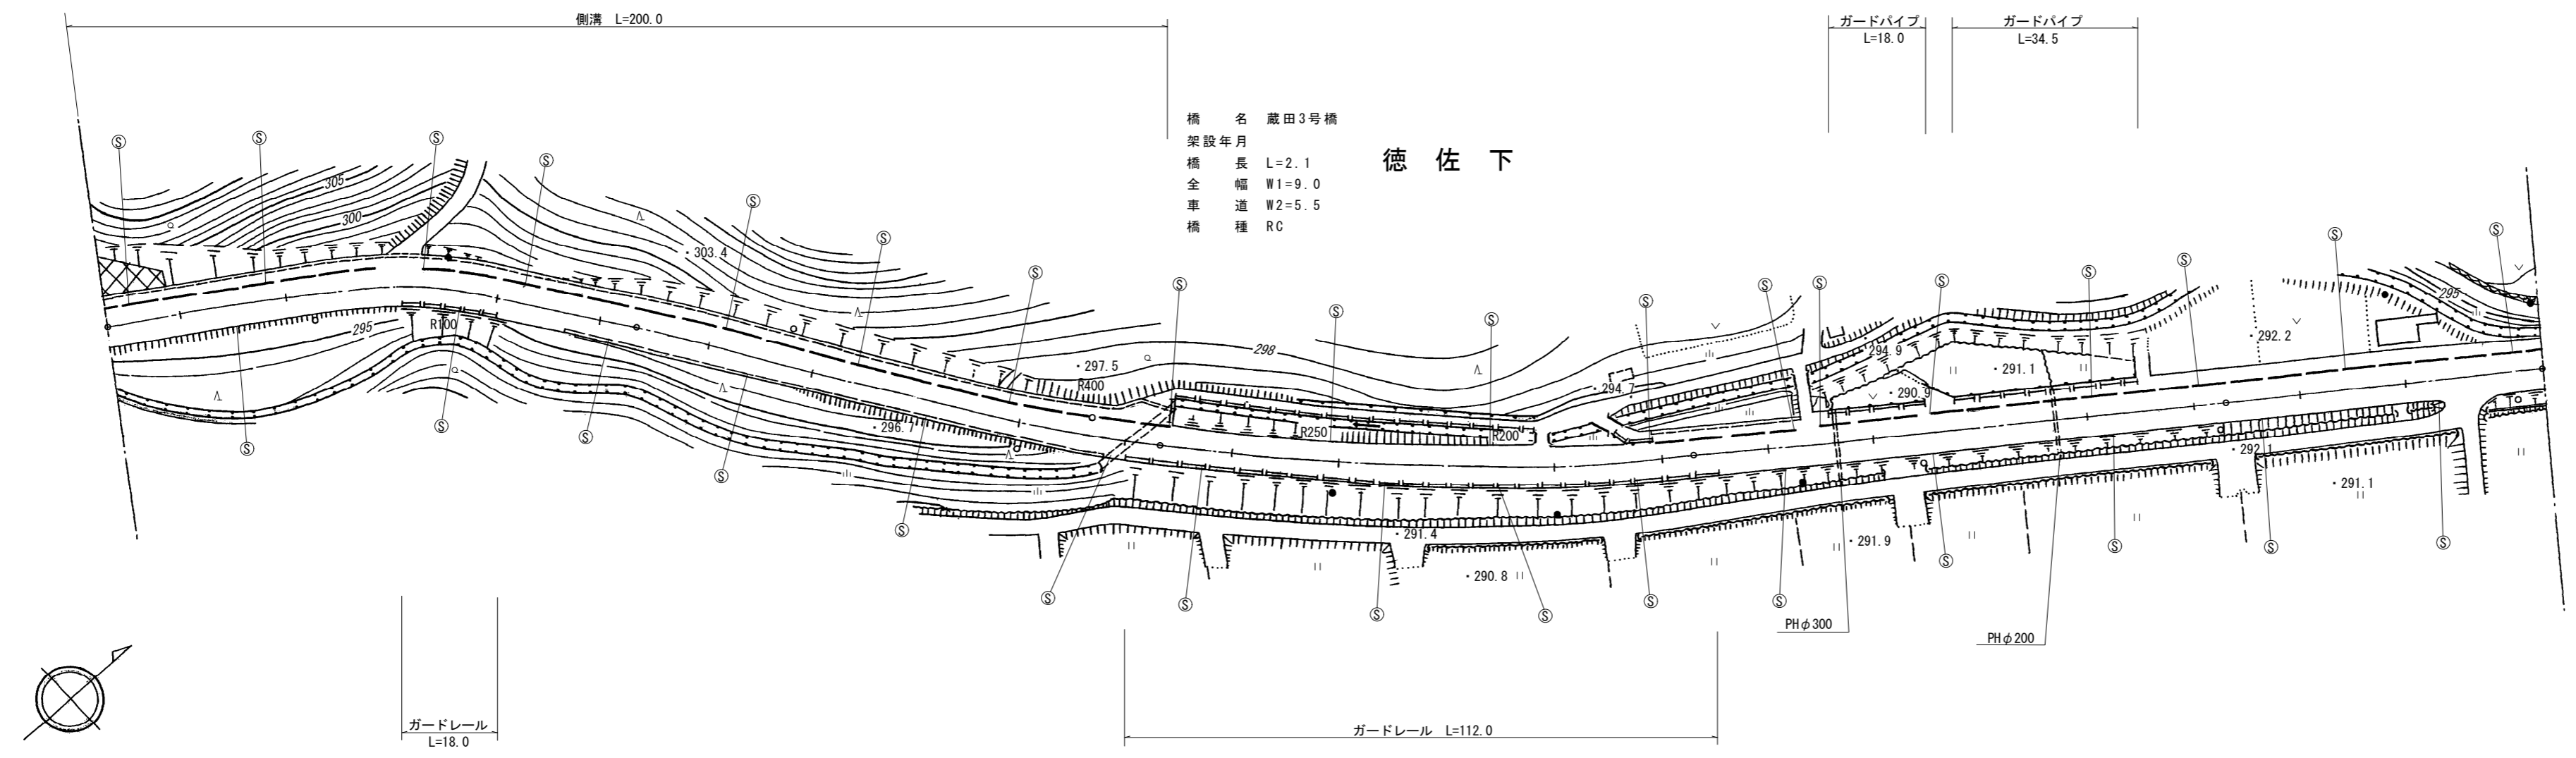 側溝 L=200.0
ガードパイプ
L=18.0
ガードパイプ
L=34.5
橋 名 蔵田3号橋
架設年月
橋 長 L=2.1
全 幅 W1=9.0
車 道 W2=5.5
橋 種 RC
徳佐下
Ⓢ Ⓢ Ⓢ Ⓢ Ⓢ Ⓢ Ⓢ Ⓢ Ⓢ Ⓢ Ⓢ Ⓢ Ⓢ Ⓢ Ⓢ Ⓢ Ⓢ Ⓢ
305
300
303.4
295
R100
297.5
R400
298
296.7
R250
R200
294.7
294.9
291.1
290.9
292.2
295
292.1
291.1
291.4
290.8
291.9
Ⓢ Ⓢ Ⓢ Ⓢ Ⓢ Ⓢ Ⓢ Ⓢ Ⓢ Ⓢ Ⓢ Ⓢ Ⓢ Ⓢ Ⓢ
PHφ300
PHφ200
ガードレール
L=18.0
ガードレール L=112.0